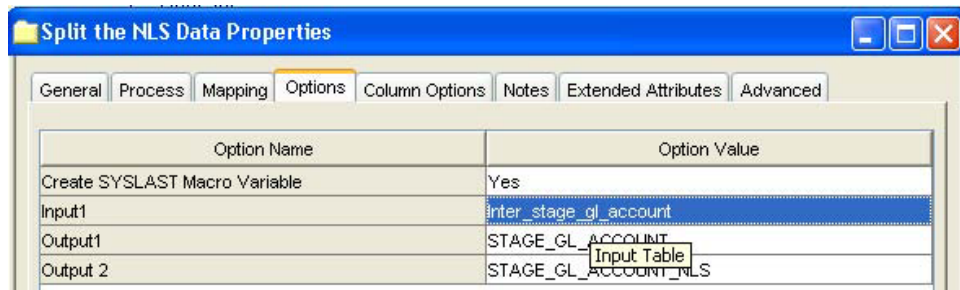 Split the NLS Data Properties
General Process Mapping Options Column Options Notes Extended Attributes Advanced
Option Name Option Value
Create SYSLAST Macro Variable Yes
Input1 Inter_stage_gl_account
Output1 STAGE_GL_ACCOUNT
Input Table
Output 2 STAGE_GL_ACCOUNT_NLS